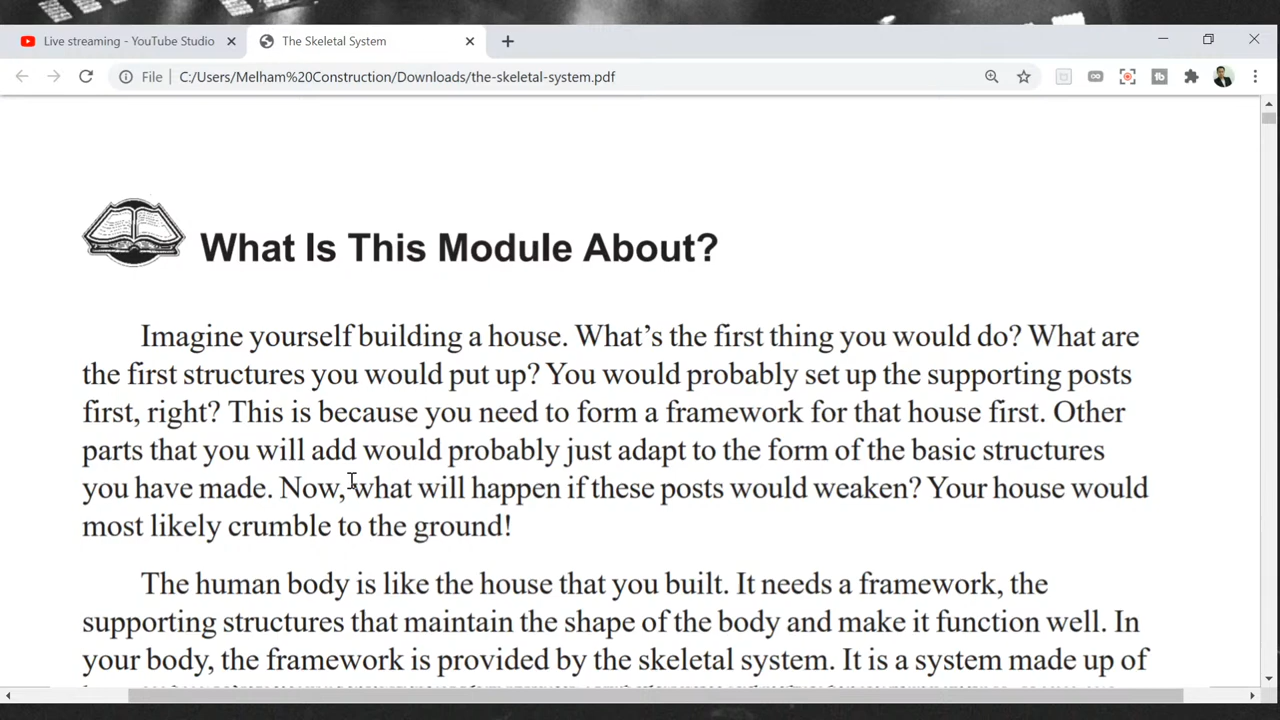 Live streaming - YouTube Studio
The Skeletal System
File
C:/Users/Melham%20Construction/Downloads/the-skeletal-system.pdf
What Is This Module About?
Imagine yourself building a house. What’s the first thing you would do? What are
the first structures you would put up? You would probably set up the supporting posts
first, right? This is because you need to form a framework for that house first. Other
parts that you will add would probably just adapt to the form of the basic structures
you have made. Now, what will happen if these posts would weaken? Your house would
most likely crumble to the ground!
The human body is like the house that you built. It needs a framework, the
supporting structures that maintain the shape of the body and make it function well. In
your body, the framework is provided by the skeletal system. It is a system made up of